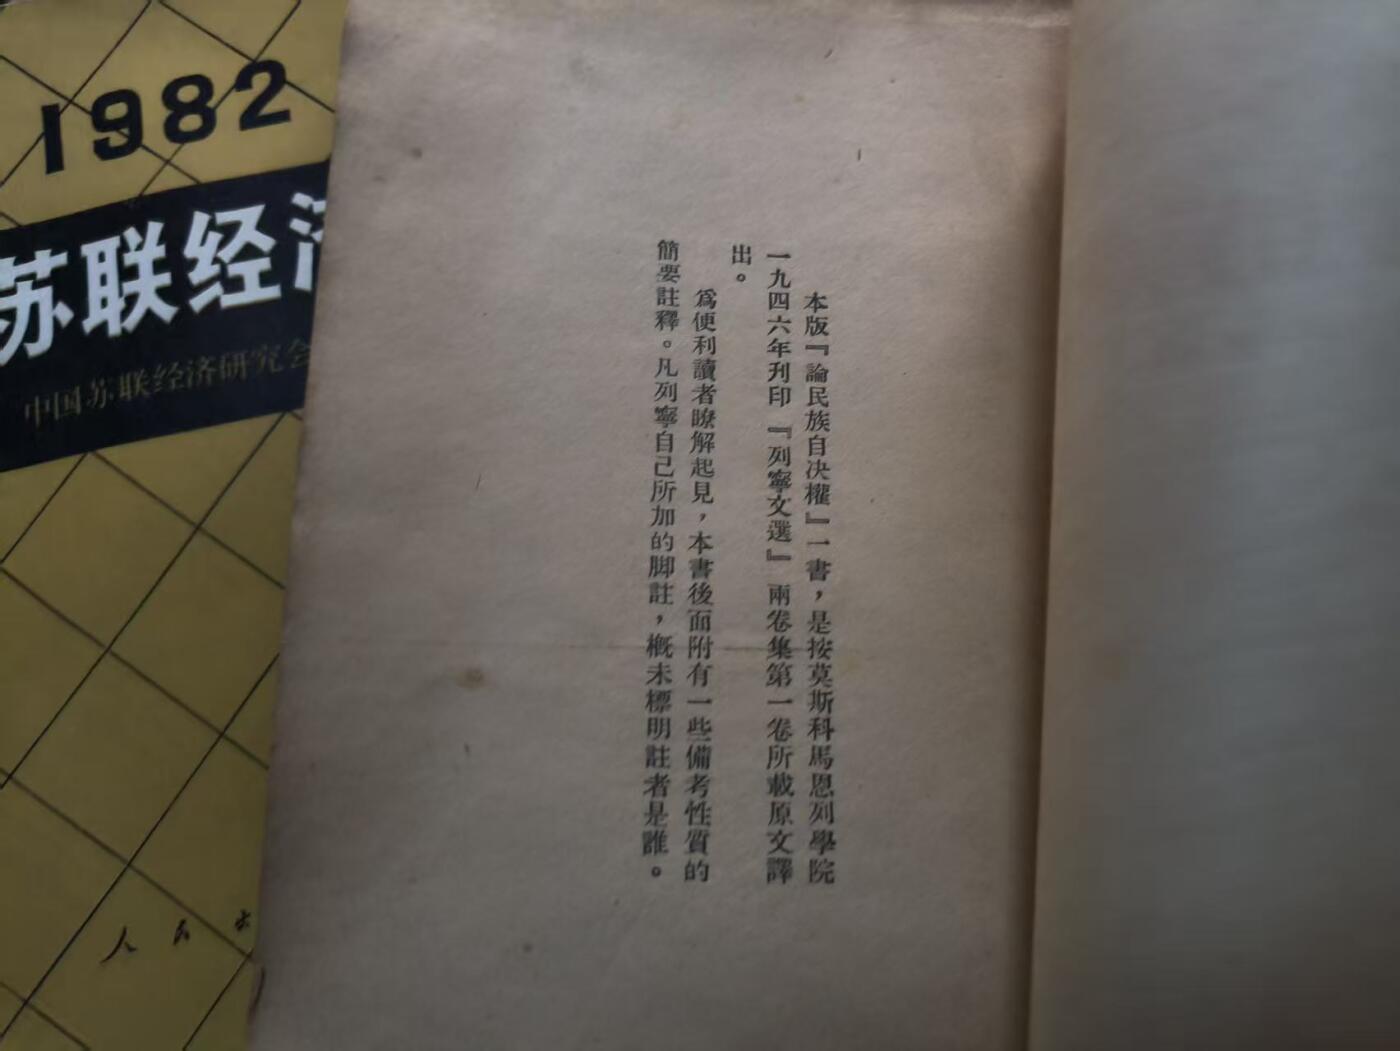 1982
苏联经济
中国苏联经济研究会
人民出
本版『論民族自决權』一書，是按莫斯科馬恩列學院
一九四六年刋印『列寧文選』兩卷集第一卷所載原文譯
出。
爲便利讀者瞭解起見，本書後面附有一些備考性質的
簡要註釋。凡列寧自己所加的脚註，概未標明註者是誰。